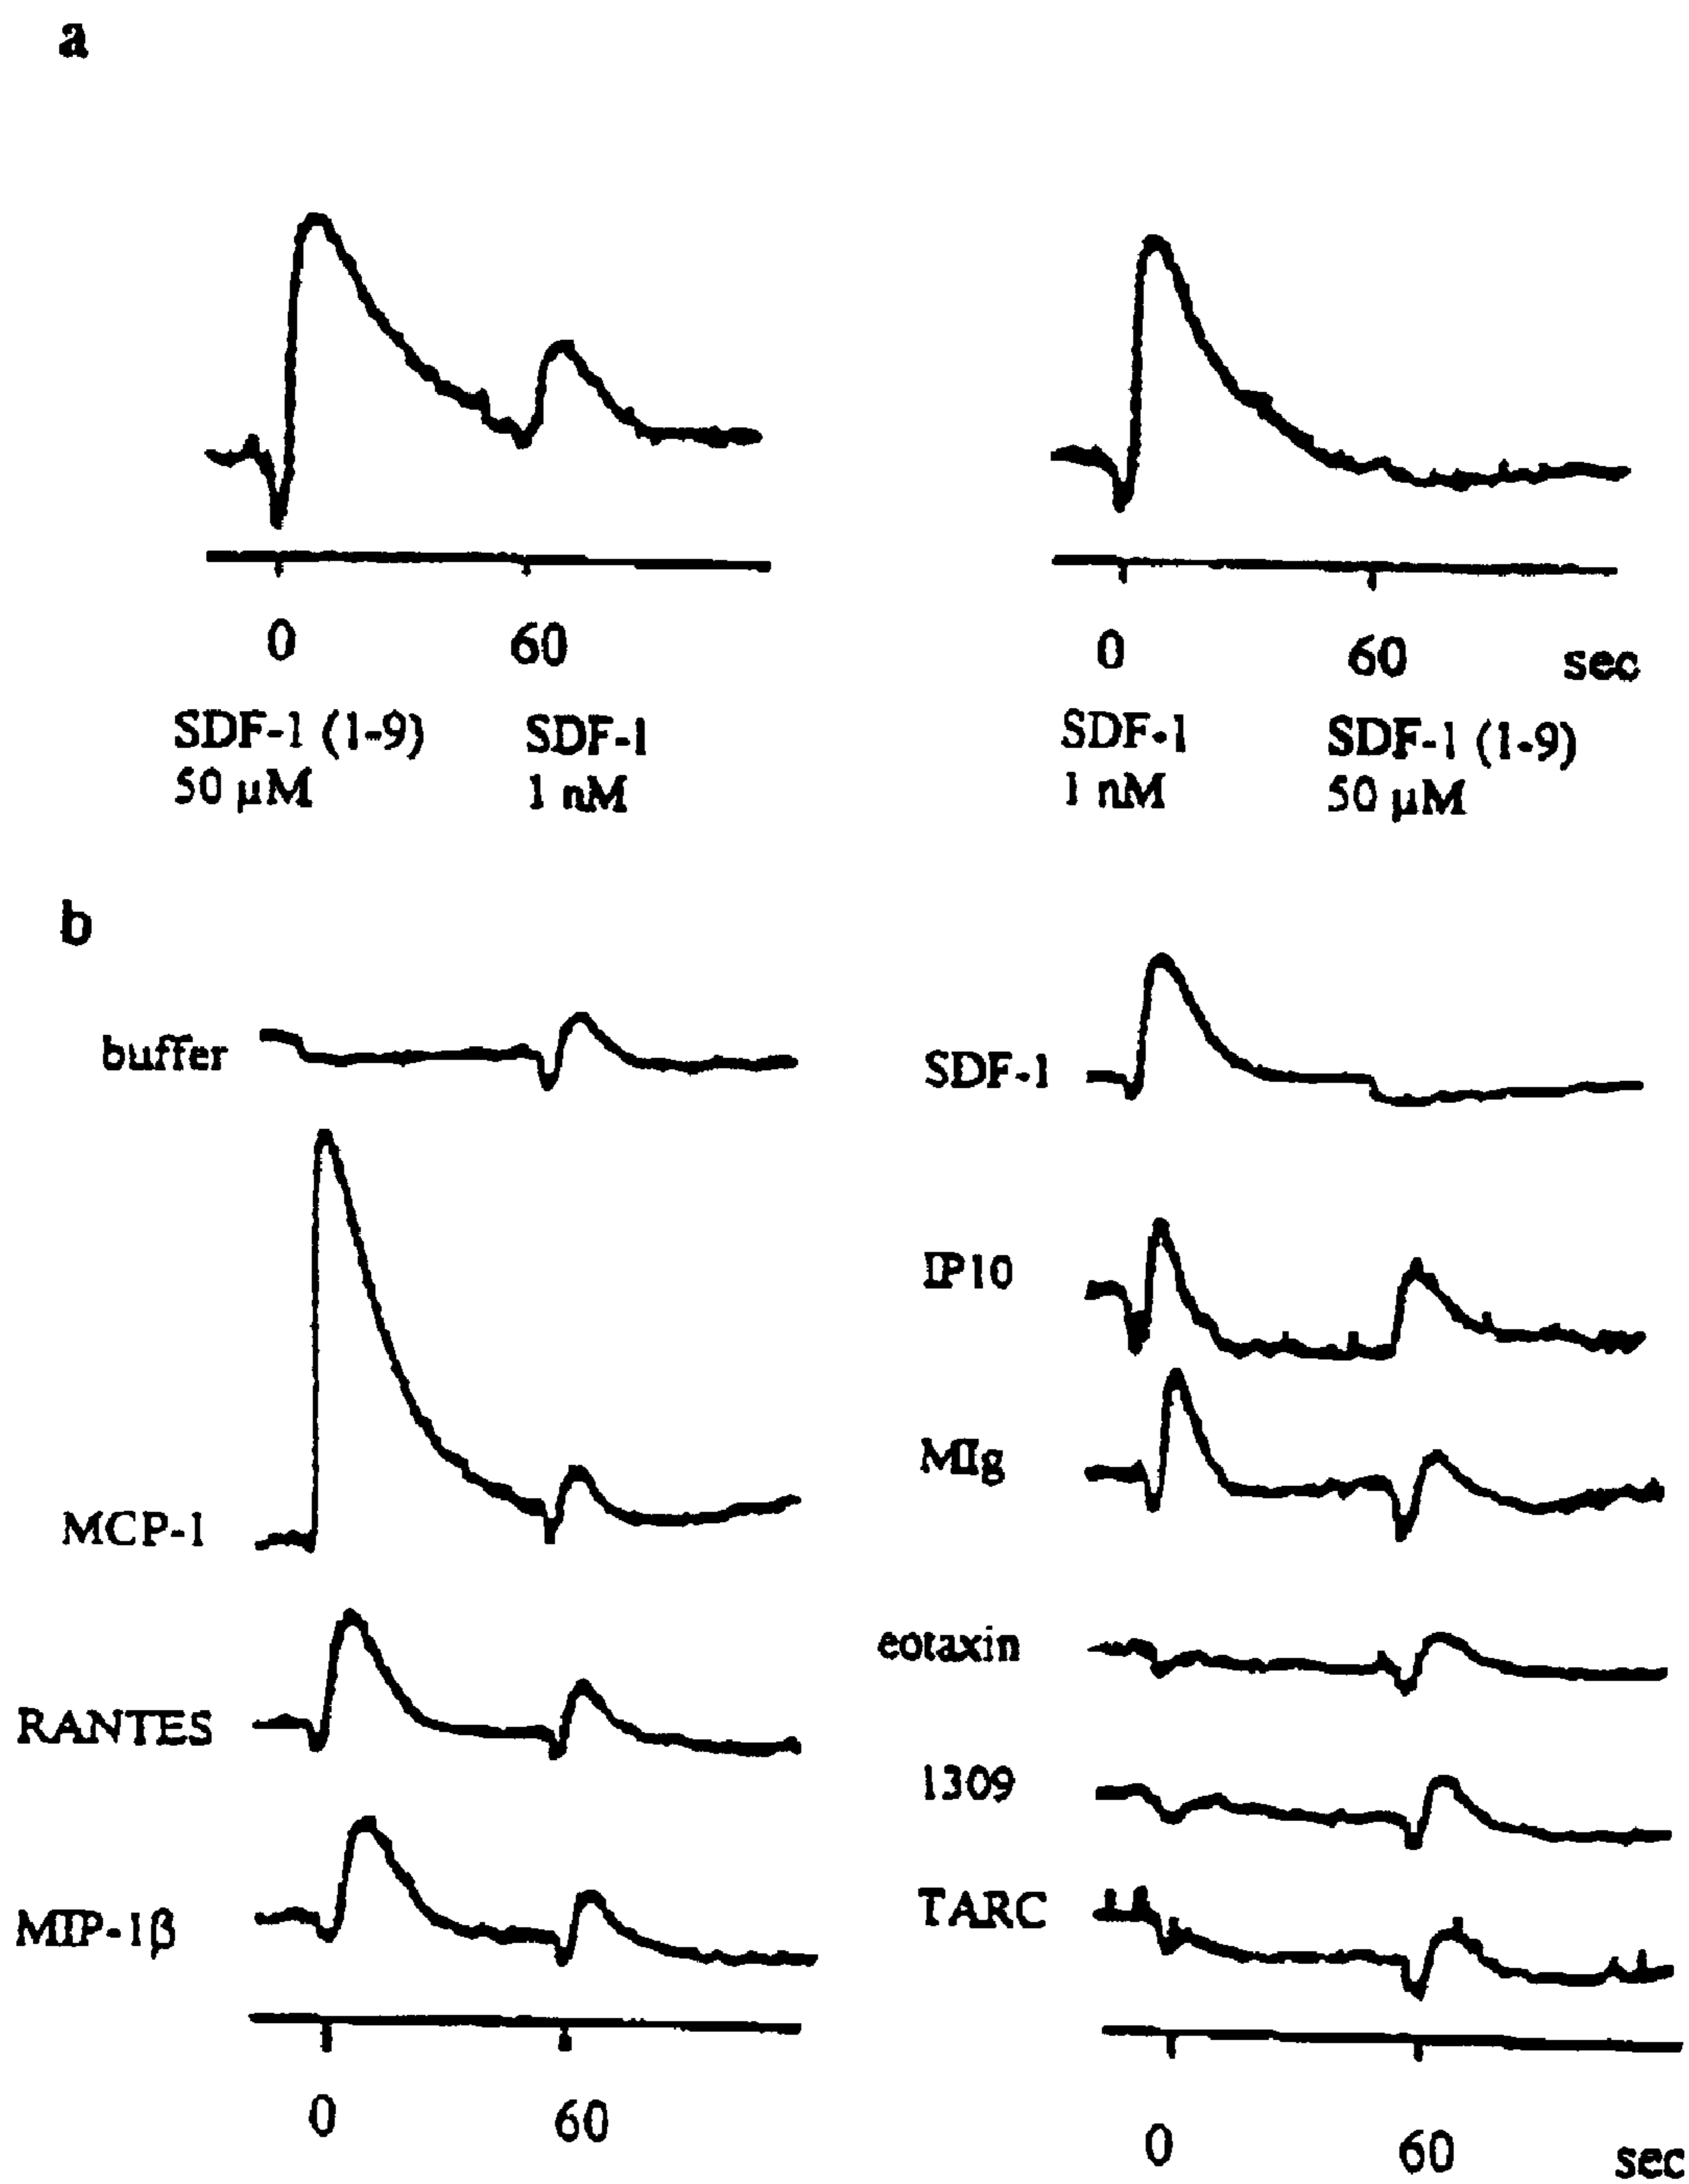 a
0 60
0 60 sec
SDF-1 (1-9) SDF-1
50 µM 1 nM
SDF-1 SDF-1 (1-9)
1 nM 50 µM
b
buffer
MCP-1
RANTES
MIP-1β
0 60
SDF-1
IP10
MIg
eotaxin
1309
TARC
0 60 sec